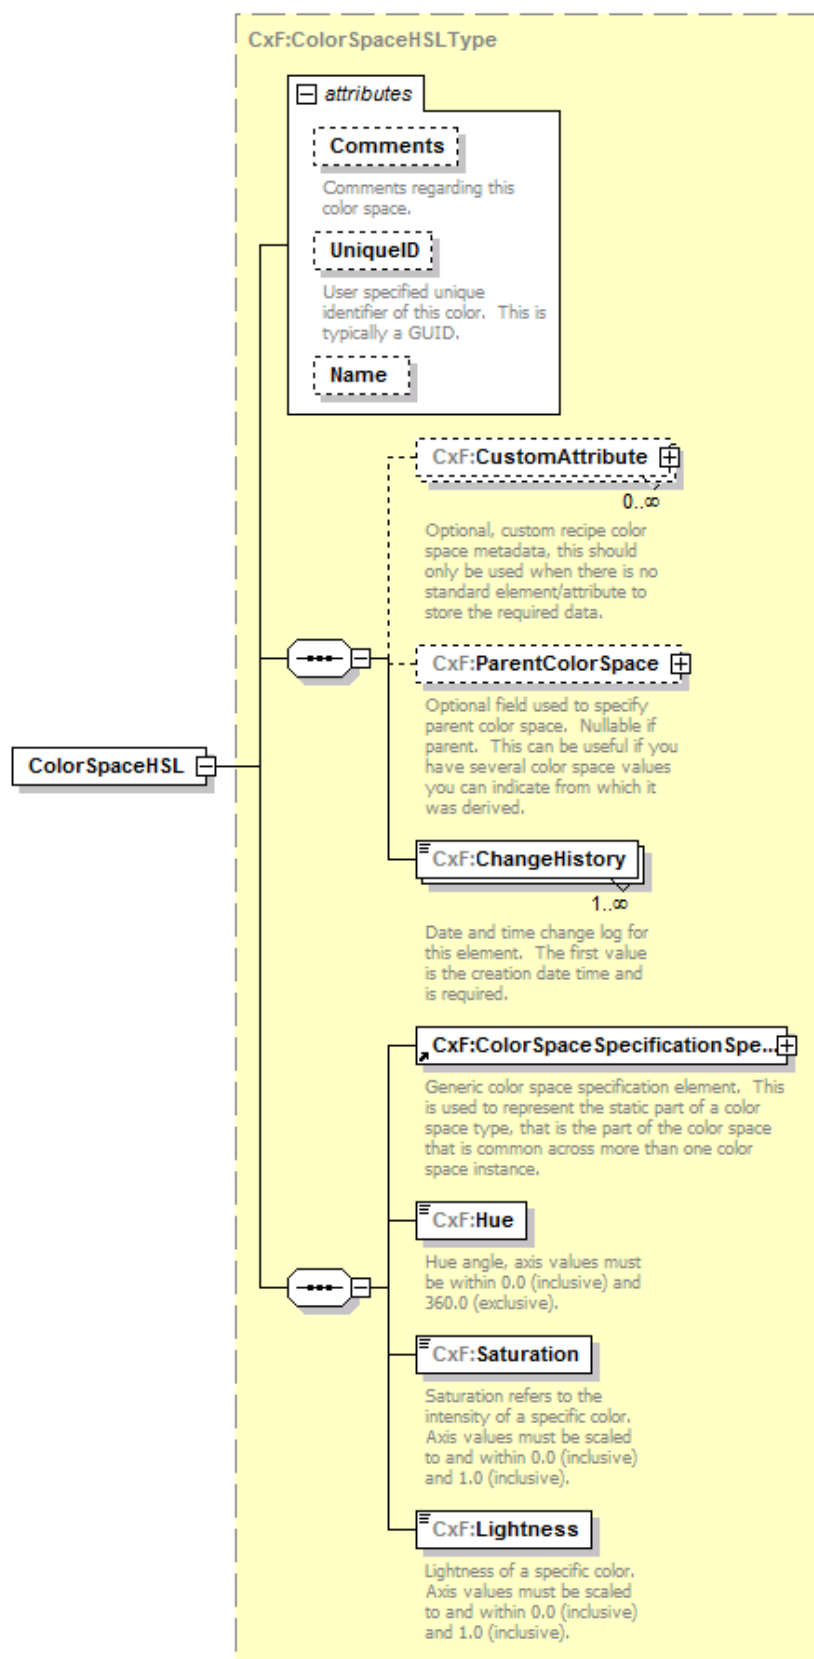 CxF:ColorSpaceHSLType
attributes
Comments
Comments regarding this
color space.
UniqueID
User specified unique
identifier of this color.  This is
typically a GUID.
Name
CxF:CustomAttribute
0..∞
Optional, custom recipe color
space metadata, this should
only be used when there is no
standard element/attribute to
store the required data.
CxF:ParentColorSpace
Optional field used to specify
parent color space.  Nullable if
parent.  This can be useful if you
have several color space values
you can indicate from which it
was derived.
ColorSpaceHSL
CxF:ChangeHistory
1..∞
Date and time change log for
this element.  The first value
is the creation date time and
is required.
CxF:ColorSpaceSpecificationSpe...
Generic color space specification element.  This
is used to represent the static part of a color
space type, that is the part of the color space
that is common across more than one color
space instance.
CxF:Hue
Hue angle, axis values must
be within 0.0 (inclusive) and
360.0 (exclusive).
CxF:Saturation
Saturation refers to the
intensity of a specific color.
Axis values must be scaled
to and within 0.0 (inclusive)
and 1.0 (inclusive).
CxF:Lightness
Lightness of a specific color.
Axis values must be scaled
to and within 0.0 (inclusive)
and 1.0 (inclusive).